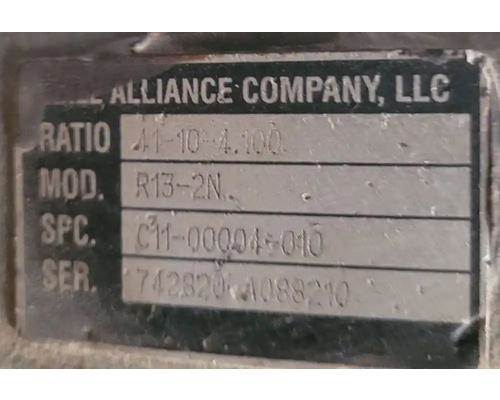 ALLIANCE COMPANY, LLC
RATIO 41-10-4.100
MOD. R13-2N
SPC. C11-00004-010
SER. 742820 A088210